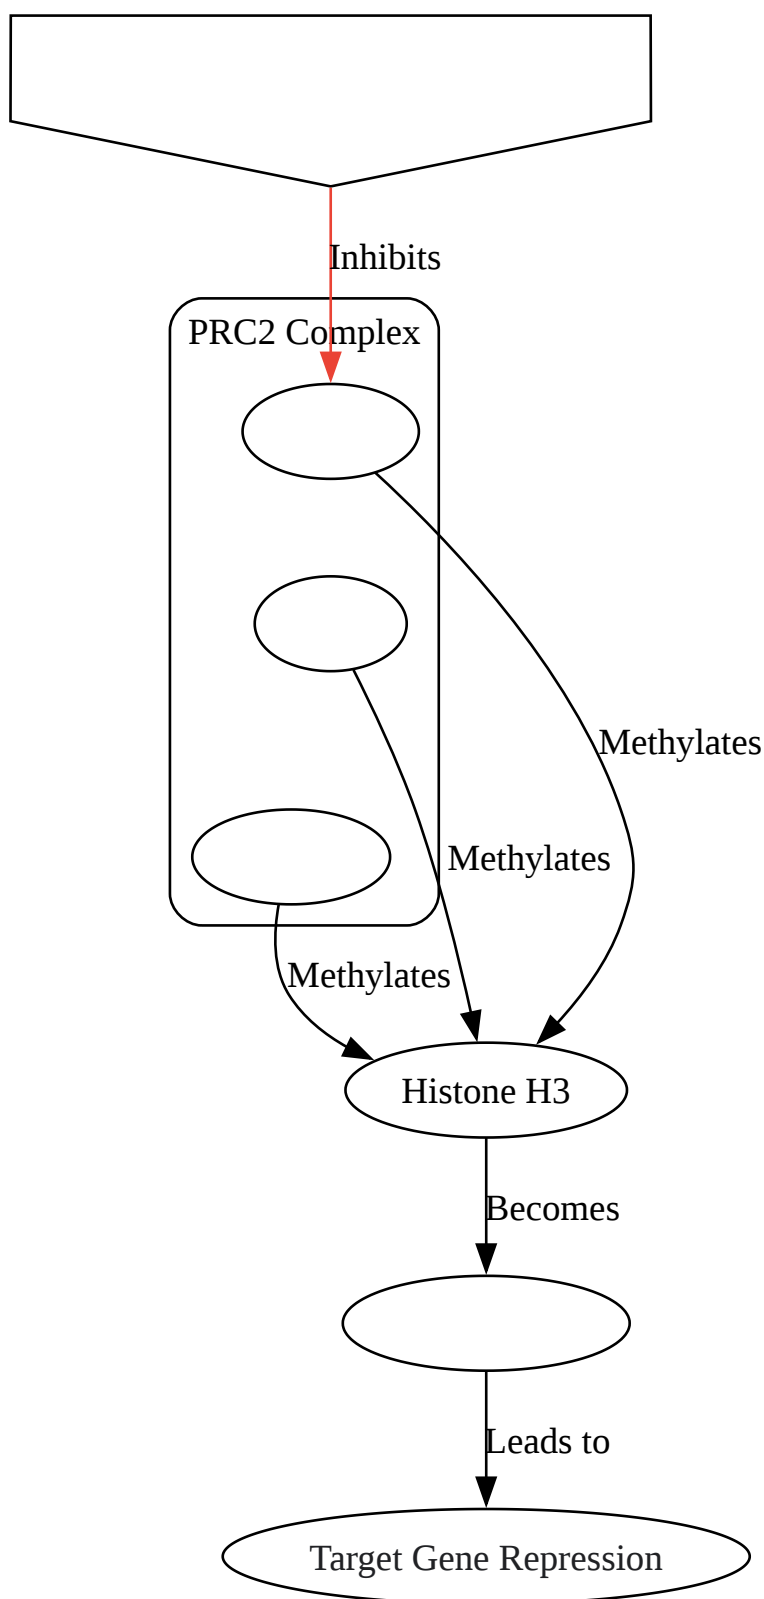 Inhibits
PRC2 Complex
Methylates
Methylates
Methylates
Histone H3
Becomes
Leads to
Target Gene Repression